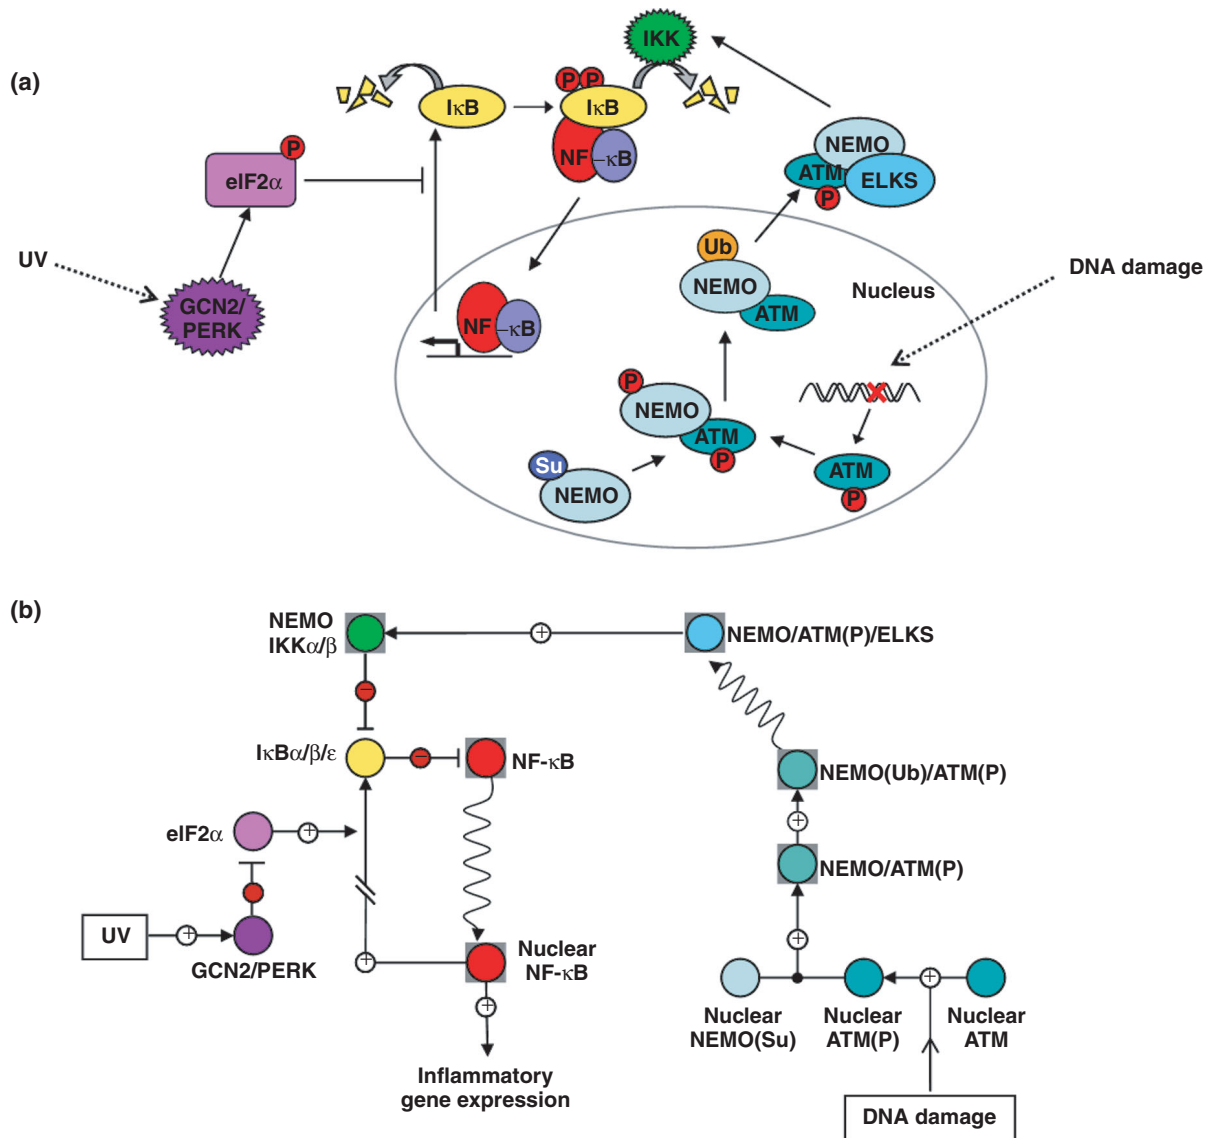 (a)
IKK
P P
IκB
IκB
NF –κB
P
eIF2α
UV
GCN2/
PERK
NEMO
ATM
ELKS
P
Ub
NEMO
ATM
Nucleus
DNA damage
NF –κB
P
NEMO
ATM
P
Su
NEMO
ATM
P
(b)
NEMO
IKKα/β
+
NEMO/ATM(P)/ELKS
–
IκBα/β/ε
–
NF-κB
NEMO(Ub)/ATM(P)
+
eIF2α
+
NEMO/ATM(P)
UV
+
GCN2/PERK
+
Nuclear
NF-κB
+
+
+
Nuclear
NEMO(Su)
Nuclear
ATM(P)
Nuclear
ATM
Inflammatory
gene expression
DNA damage